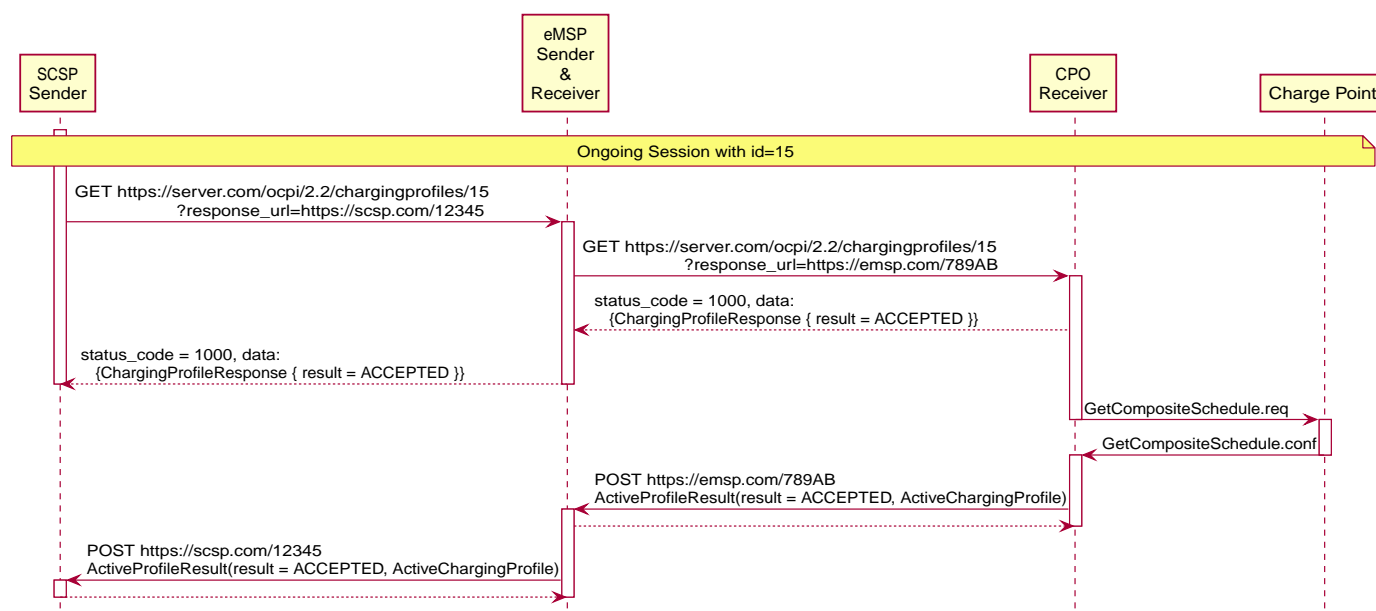 SCSP
Sender
eMSP
Sender
&
Receiver
CPO
Receiver
Charge Point
Ongoing Session with id=15
GET https://server.com/ocpi/2.2/chargingprofiles/15
?response_url=https://scsp.com/12345
GET https://server.com/ocpi/2.2/chargingprofiles/15
?response_url=https://emsp.com/789AB
status_code = 1000, data:
{ChargingProfileResponse { result = ACCEPTED }}
status_code = 1000, data:
{ChargingProfileResponse { result = ACCEPTED }}
GetCompositeSchedule.req
GetCompositeSchedule.conf
POST https://emsp.com/789AB
ActiveProfileResult(result = ACCEPTED, ActiveChargingProfile)
POST https://scsp.com/12345
ActiveProfileResult(result = ACCEPTED, ActiveChargingProfile)